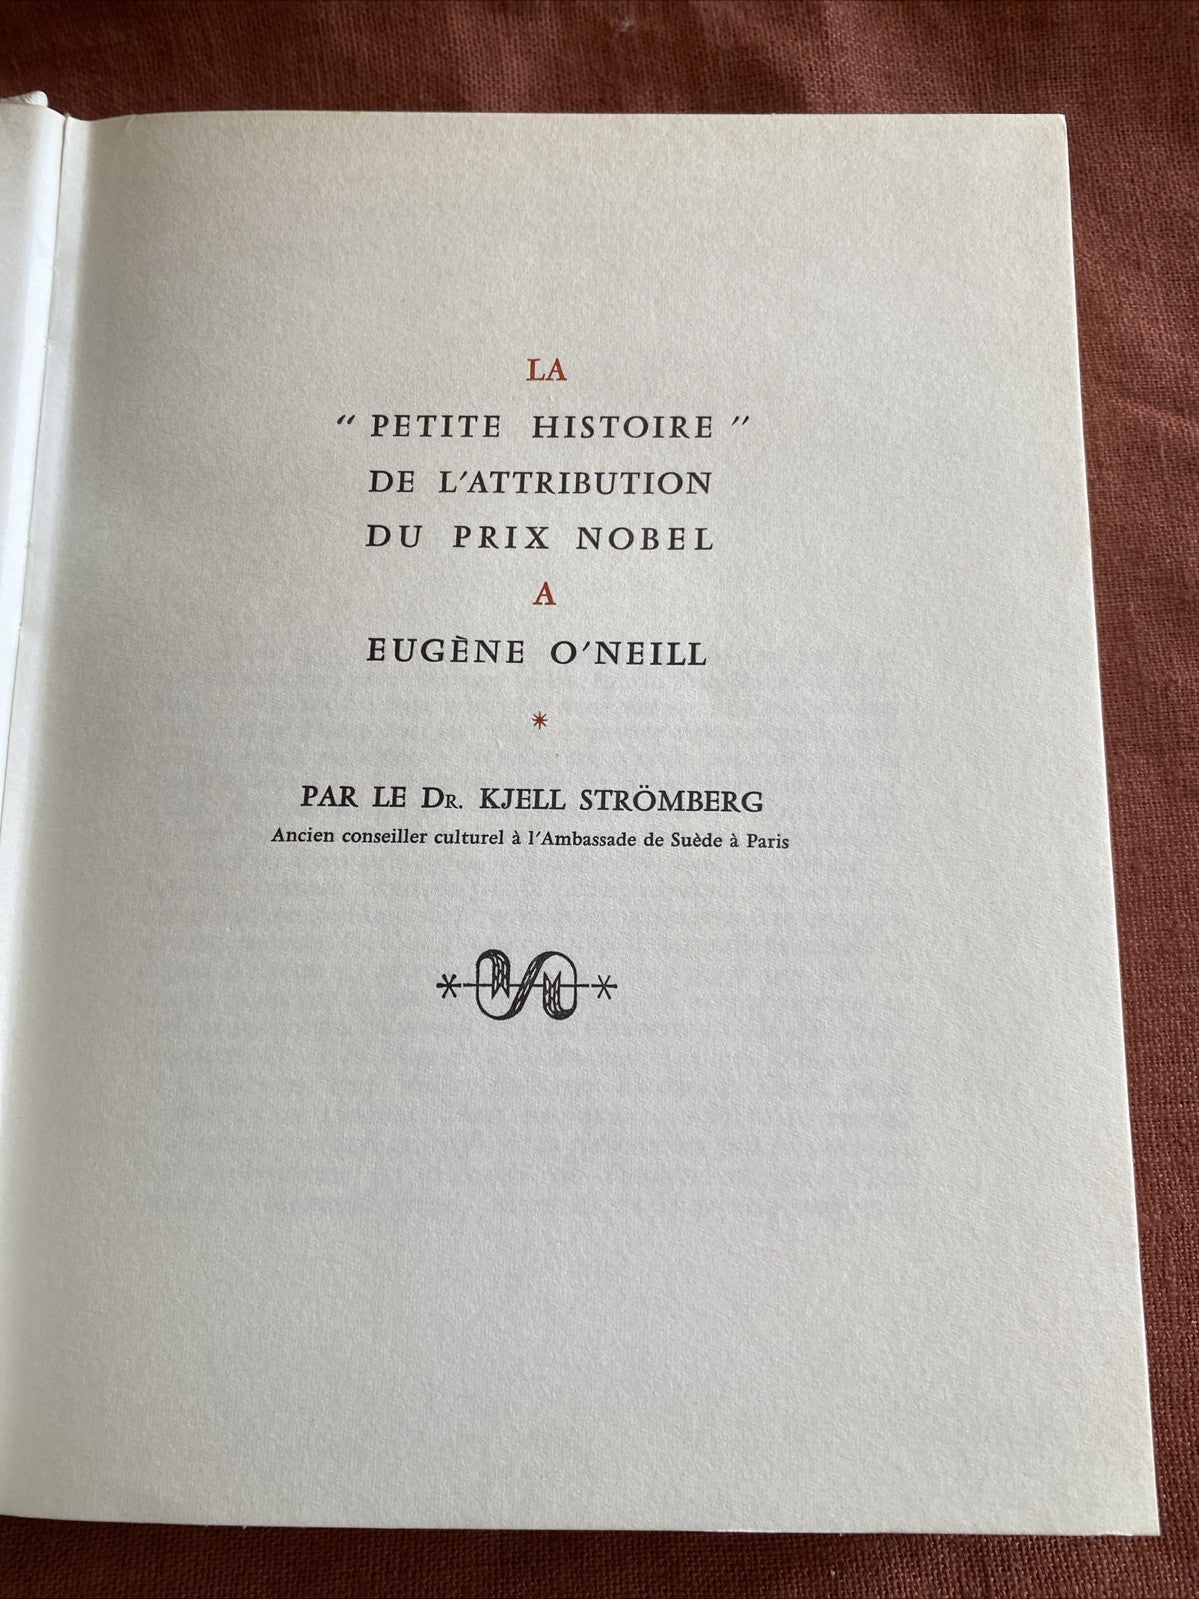 LA
“ PETITE HISTOIRE ”
DE L’ATTRIBUTION
DU PRIX NOBEL
A
EUGÈNE O’NEILL
*
PAR LE Dr. KJELL STRÖMBERG
Ancien conseiller culturel à l’Ambassade de Suède à Paris